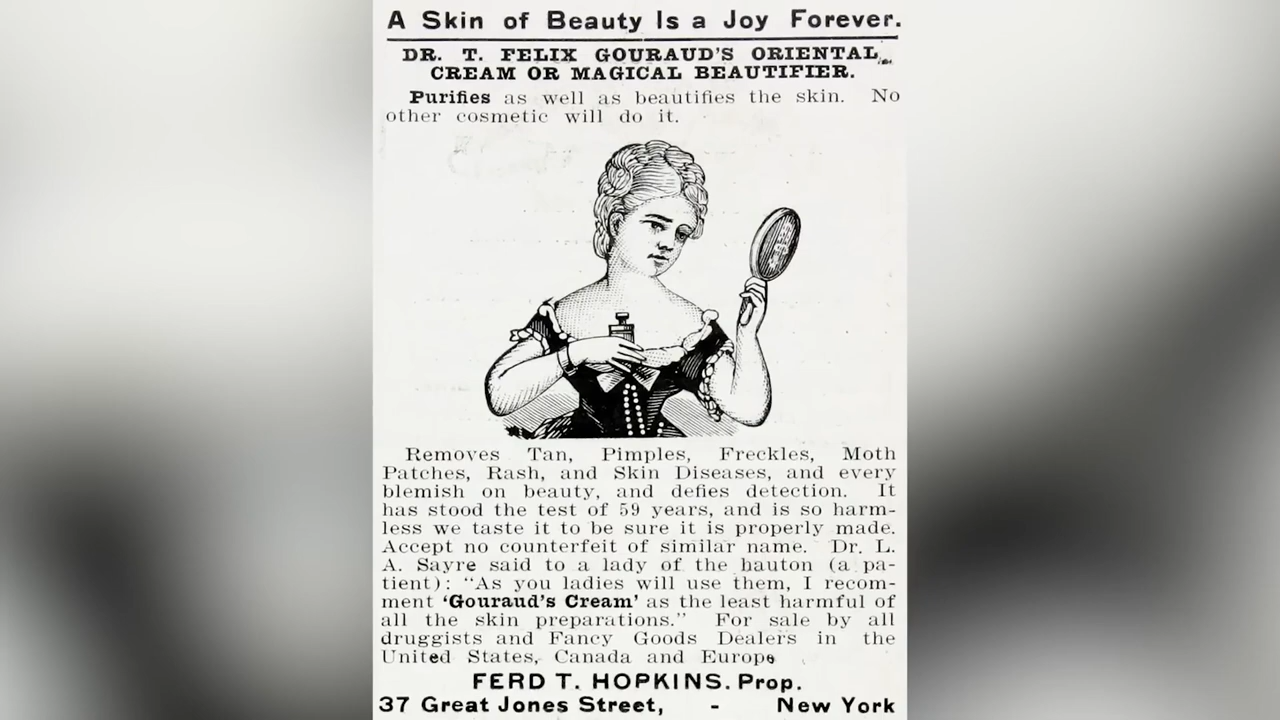 A Skin of Beauty Is a Joy Forever.
DR. T. FELIX GOURAUD'S ORIENTAL
CREAM OR MAGICAL BEAUTIFIER.
Purifies as well as beautifies the skin. No
other cosmetic will do it.
Removes Tan, Pimples, Freckles, Moth
Patches, Rash, and Skin Diseases, and every
blemish on beauty, and defies detection. It
has stood the test of 59 years, and is so harm-
less we taste it to be sure it is properly made.
Accept no counterfeit of similar name. Dr. L.
A. Sayre said to a lady of the hauton (a pa-
tient): "As you ladies will use them, I recom-
ment 'Gouraud's Cream' as the least harmful of
all the skin preparations." For sale by all
druggists and Fancy Goods Dealers in the
United States, Canada and Europe
FERD T. HOPKINS. Prop.
37 Great Jones Street, - New York